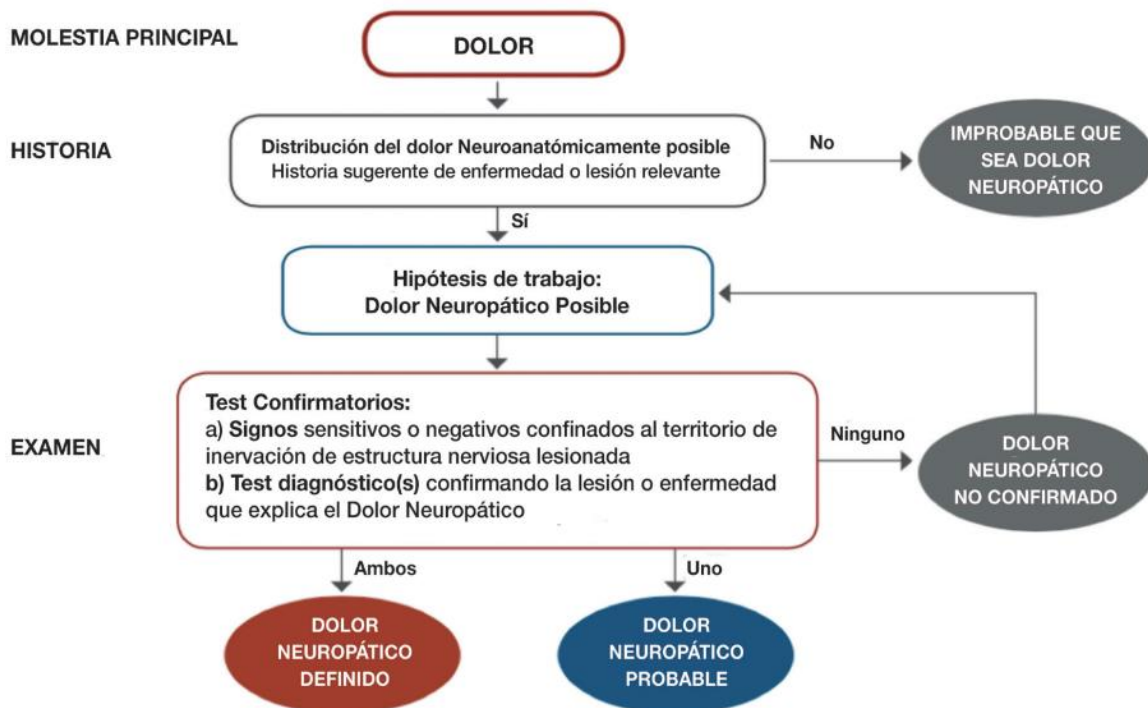 MOLESTIA PRINCIPAL
DOLOR
HISTORIA
Distribución del dolor Neuroanatómicamente posible
Historia sugerente de enfermedad o lesión relevante
No
IMPROBABLE QUE
SEA DOLOR
NEUROPÁTICO
Sí
Hipótesis de trabajo:
Dolor Neuropático Posible
EXAMEN
Test Confirmatorios:
a) Signos sensitivos o negativos confinados al territorio de
inervación de estructura nerviosa lesionada
b) Test diagnóstico(s) confirmando la lesión o enfermedad
que explica el Dolor Neuropático
Ninguno
DOLOR
NEUROPÁTICO
NO CONFIRMADO
Ambos
Uno
DOLOR
NEUROPÁTICO
DEFINIDO
DOLOR
NEUROPÁTICO
PROBABLE